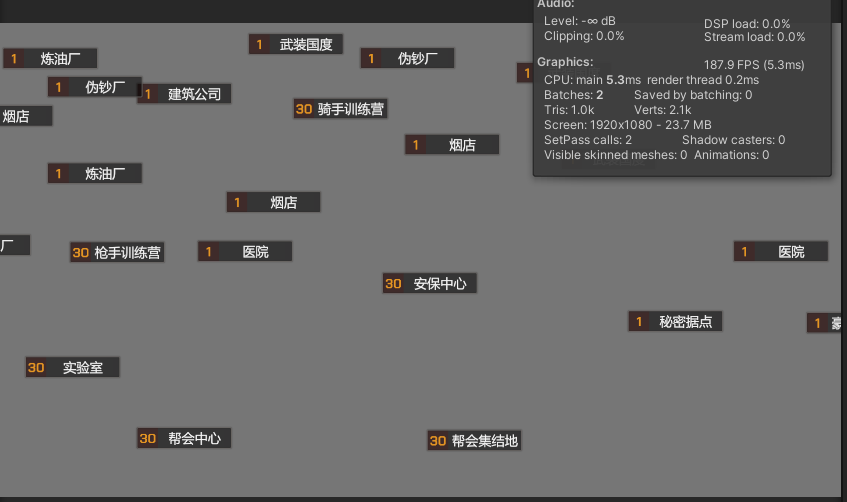 Audio:
Level: -∞ dB
DSP load: 0.0%
Clipping: 0.0%
Stream load: 0.0%
Graphics:
187.9 FPS (5.3ms)
CPU: main 5.3ms render thread 0.2ms
Batches: 2
Saved by batching: 0
Tris: 1.0k
Verts: 2.1k
Screen: 1920x1080 - 23.7 MB
SetPass calls: 2
Shadow casters: 0
Visible skinned meshes: 0 Animations: 0
1 武装国度
1 炼油厂
1 伪钞厂
1
1 伪钞厂
1 建筑公司
30 骑手训练营
烟店
1 烟店
1 炼油厂
1 烟店
厂
30 枪手训练营
1 医院
1 医院
30 安保中心
1 秘密据点
1
30 实验室
30 帮会中心
30 帮会集结地